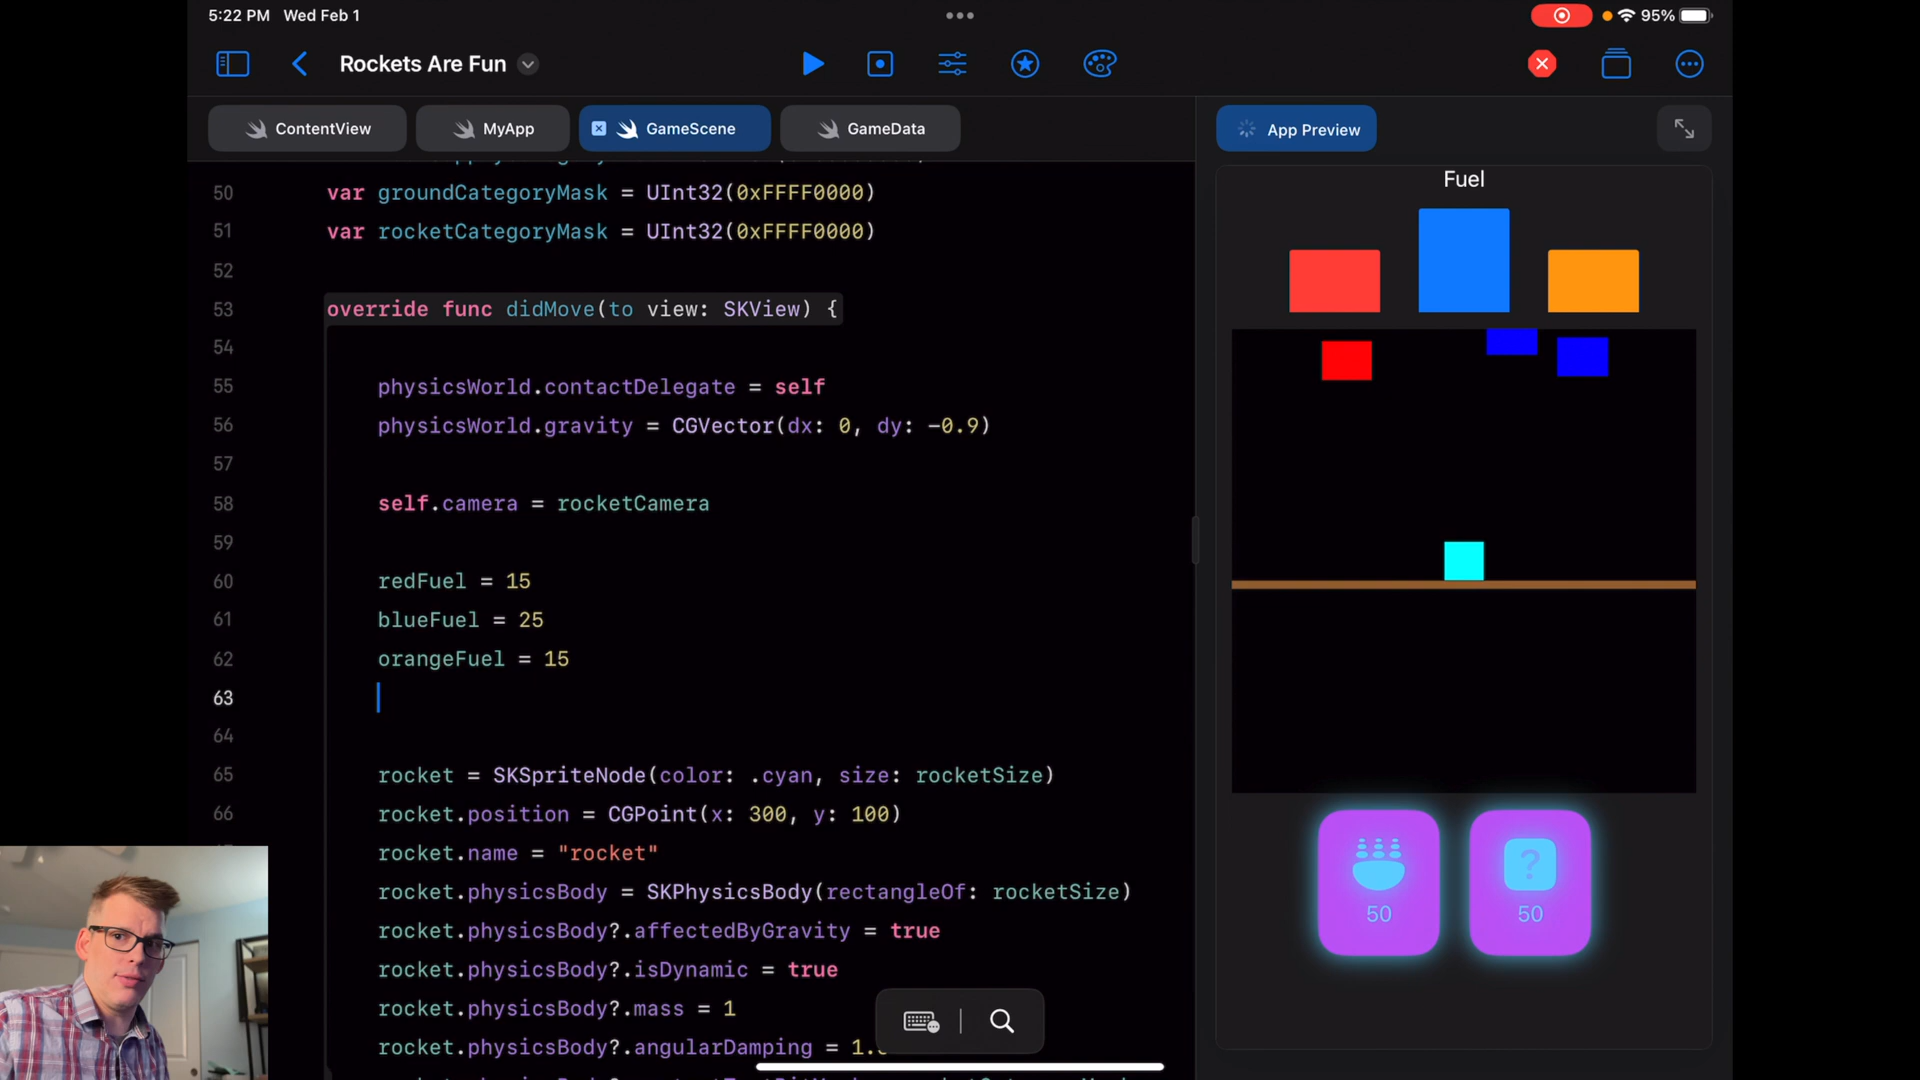 5:22 PM Wed Feb 1
95%
Rockets Are Fun
ContentView
MyApp
GameScene
GameData
App Preview
50 var groundCategoryMask = UInt32(0xFFFF0000)
51 var rocketCategoryMask = UInt32(0xFFFF0000)
52
53 override func didMove(to view: SKView) {
54
55 physicsWorld.contactDelegate = self
56 physicsWorld.gravity = CGVector(dx: 0, dy: -0.9)
57
58 self.camera = rocketCamera
59
60 redFuel = 15
61 blueFuel = 25
62 orangeFuel = 15
63
64
65 rocket = SKSpriteNode(color: .cyan, size: rocketSize)
66 rocket.position = CGPoint(x: 300, y: 100)
rocket.name = "rocket"
rocket.physicsBody = SKPhysicsBody(rectangleOf: rocketSize)
rocket.physicsBody?.affectedByGravity = true
rocket.physicsBody?.isDynamic = true
rocket.physicsBody?.mass = 1
rocket.physicsBody?.angularDamping = 1.
Fuel
?
50
50